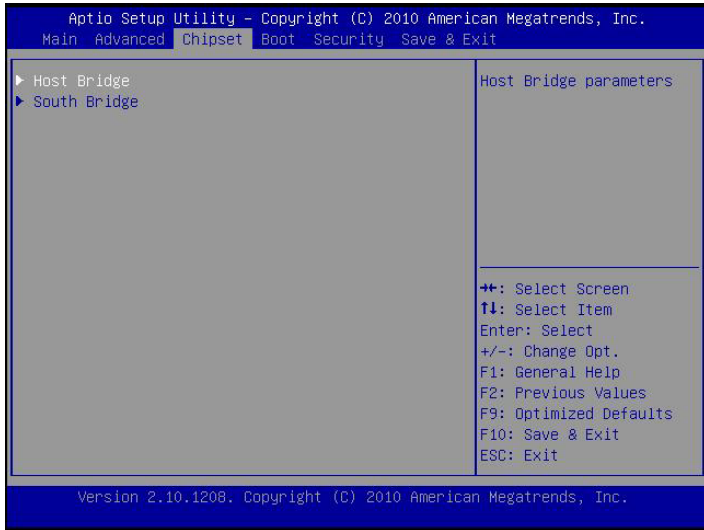 Aptio Setup Utility – Copyright (C) 2010 American Megatrends, Inc.
Main Advanced Chipset Boot Security Save & Exit
▶ Host Bridge
▶ South Bridge
Host Bridge parameters
→←: Select Screen
↑↓: Select Item
Enter: Select
+/-: Change Opt.
F1: General Help
F2: Previous Values
F9: Optimized Defaults
F10: Save & Exit
ESC: Exit
Version 2.10.1208. Copyright (C) 2010 American Megatrends, Inc.